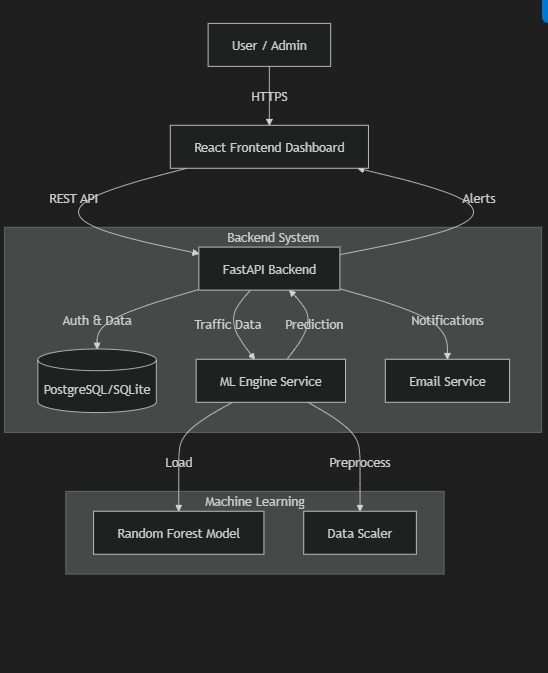 User / Admin
HTTPS
React Frontend Dashboard
REST API
Alerts
Backend System
FastAPI Backend
Auth & Data
Traffic Data
Prediction
Notifications
PostgreSQL/SQLite
ML Engine Service
Email Service
Load
Preprocess
Machine Learning
Random Forest Model
Data Scaler